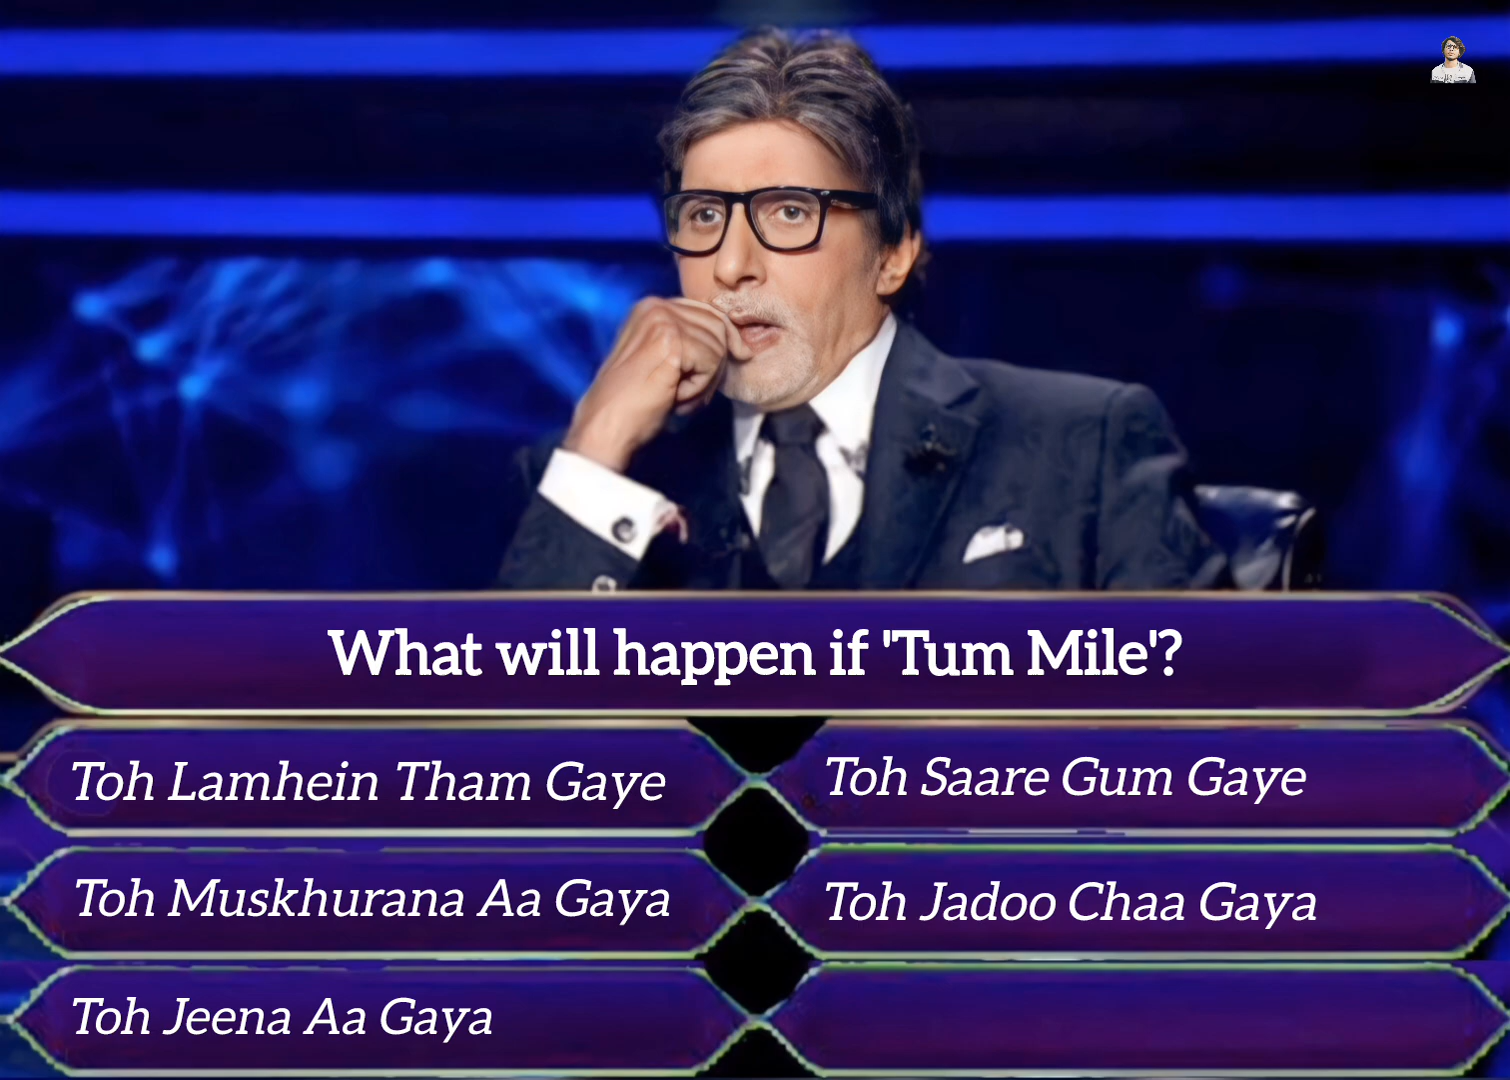 What will happen if 'Tum Mile'?
Toh Lamhein Tham Gaye
Toh Saare Gum Gaye
Toh Muskhurana Aa Gaya
Toh Jadoo Chaa Gaya
Toh Jeena Aa Gaya